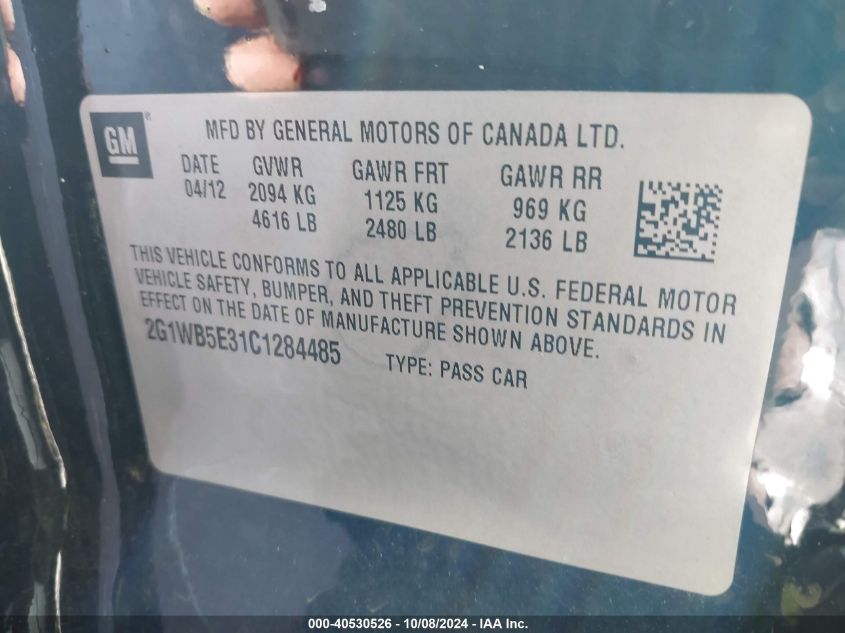 GM
®
MFD BY GENERAL MOTORS OF CANADA LTD.
DATE GVWR GAWR FRT GAWR RR
04/12 2094 KG 1125 KG 969 KG
4616 LB 2480 LB 2136 LB
THIS VEHICLE CONFORMS TO ALL APPLICABLE U.S. FEDERAL MOTOR
VEHICLE SAFETY, BUMPER, AND THEFT PREVENTION STANDARDS IN
EFFECT ON THE DATE OF MANUFACTURE SHOWN ABOVE.
2G1WB5E31C1284485 TYPE: PASS CAR
000-40530526 - 10/08/2024 - IAA Inc.